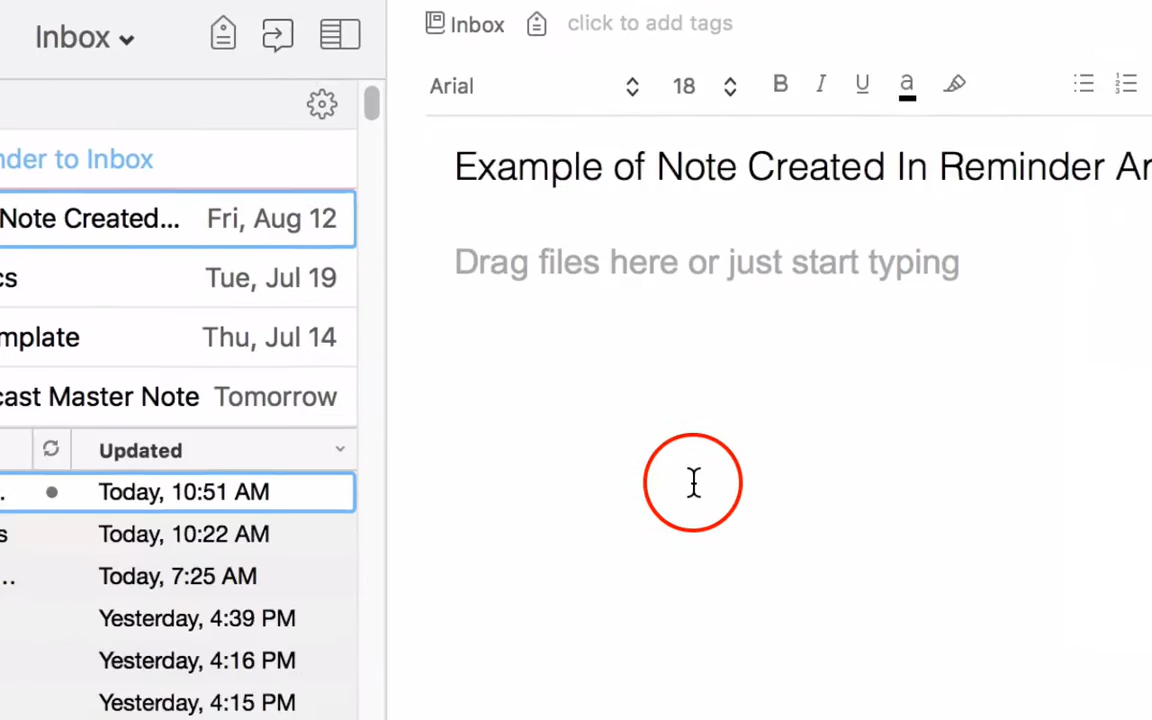 Inbox
nder to Inbox
Note Created... Fri, Aug 12
cs Tue, Jul 19
mplate Thu, Jul 14
cast Master Note Tomorrow
Updated
. Today, 10:51 AM
s Today, 10:22 AM
.. Today, 7:25 AM
Yesterday, 4:39 PM
Yesterday, 4:16 PM
Yesterday, 4:15 PM
Inbox click to add tags
Arial 18 B I U a
Example of Note Created In Reminder Ar
Drag files here or just start typing